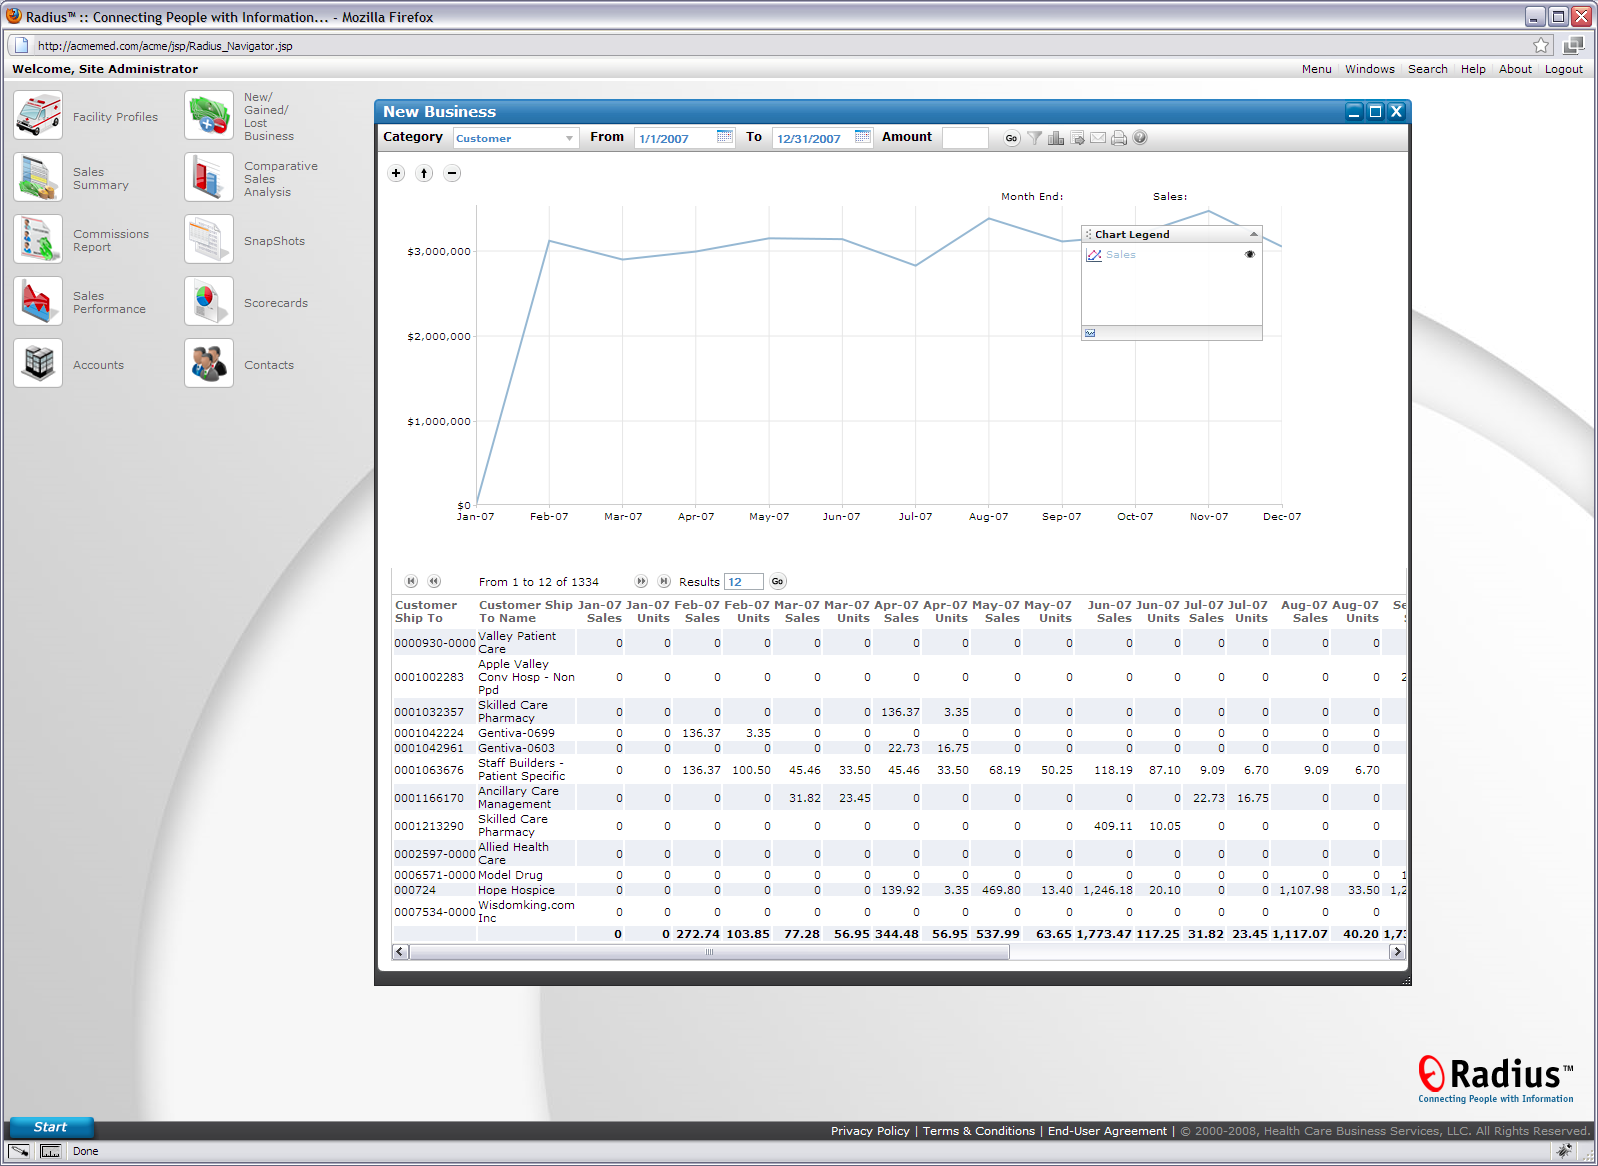 Radius™ :: Connecting People with Information... - Mozilla Firefox
http://acmemed.com/acme/jsp/Radius_Navigator.jsp
Welcome, Site Administrator
Menu Windows Search Help About Logout
Facility Profiles
New/
Gained/
Lost
Business
Sales
Summary
Comparative
Sales
Analysis
Commissions
Report
SnapShots
Sales
Performance
Scorecards
Accounts
Contacts
New Business
Category Customer From 1/1/2007 To 12/31/2007 Amount Go
Month End: Sales:
$3,000,000
$2,000,000
$1,000,000
$0
Chart Legend
Sales
Jan-07 Feb-07 Mar-07 Apr-07 May-07 Jun-07 Jul-07 Aug-07 Sep-07 Oct-07 Nov-07 Dec-07
From 1 to 12 of 1334 Results 12 Go
Customer Customer Ship Jan-07 Jan-07 Feb-07 Feb-07 Mar-07 Mar-07 Apr-07 Apr-07 May-07 May-07 Jun-07 Jun-07 Jul-07 Jul-07 Aug-07 Aug-07 Se
Ship To To Name Sales Units Sales Units Sales Units Sales Units Sales Units Sales Units Sales Units Sales Units
0000930-0000 Valley Patient Care 0 0 0 0 0 0 0 0 0 0 0 0 0 0 0 0
0001002283 Apple Valley Conv Hosp - Non Ppd 0 0 0 0 0 0 0 0 0 0 0 0 0 0 0 0 2
0001032357 Skilled Care Pharmacy 0 0 0 0 0 0 136.37 3.35 0 0 0 0 0 0 0 0
0001042224 Gentiva-0699 0 0 136.37 3.35 0 0 0 0 0 0 0 0 0 0 0 0
0001042961 Gentiva-0603 0 0 0 0 0 0 22.73 16.75 0 0 0 0 0 0 0 0
0001063676 Staff Builders - Patient Specific 0 0 136.37 100.50 45.46 33.50 45.46 33.50 68.19 50.25 118.19 87.10 9.09 6.70 9.09 6.70
0001166170 Ancillary Care Management 0 0 0 0 31.82 23.45 0 0 0 0 0 0 22.73 16.75 0 0
0001213290 Skilled Care Pharmacy 0 0 0 0 0 0 0 0 0 0 409.11 10.05 0 0 0 0
0002597-0000 Allied Health Care 0 0 0 0 0 0 0 0 0 0 0 0 0 0 0 0
0006571-0000 Model Drug 0 0 0 0 0 0 0 0 0 0 0 0 0 0 0 0 1
000724 Hope Hospice 0 0 0 0 0 0 139.92 3.35 469.80 13.40 1,246.18 20.10 0 0 1,107.98 33.50 1,2
0007534-0000 Wisdomking.com Inc 0 0 0 0 0 0 0 0 0 0 0 0 0 0 0 0
0 0 272.74 103.85 77.28 56.95 344.48 56.95 537.99 63.65 1,773.47 117.25 31.82 23.45 1,117.07 40.20 1,73
Radius™
Connecting People with Information
Start
Privacy Policy | Terms & Conditions | End-User Agreement | © 2000-2008, Health Care Business Services, LLC. All Rights Reserved.
Done